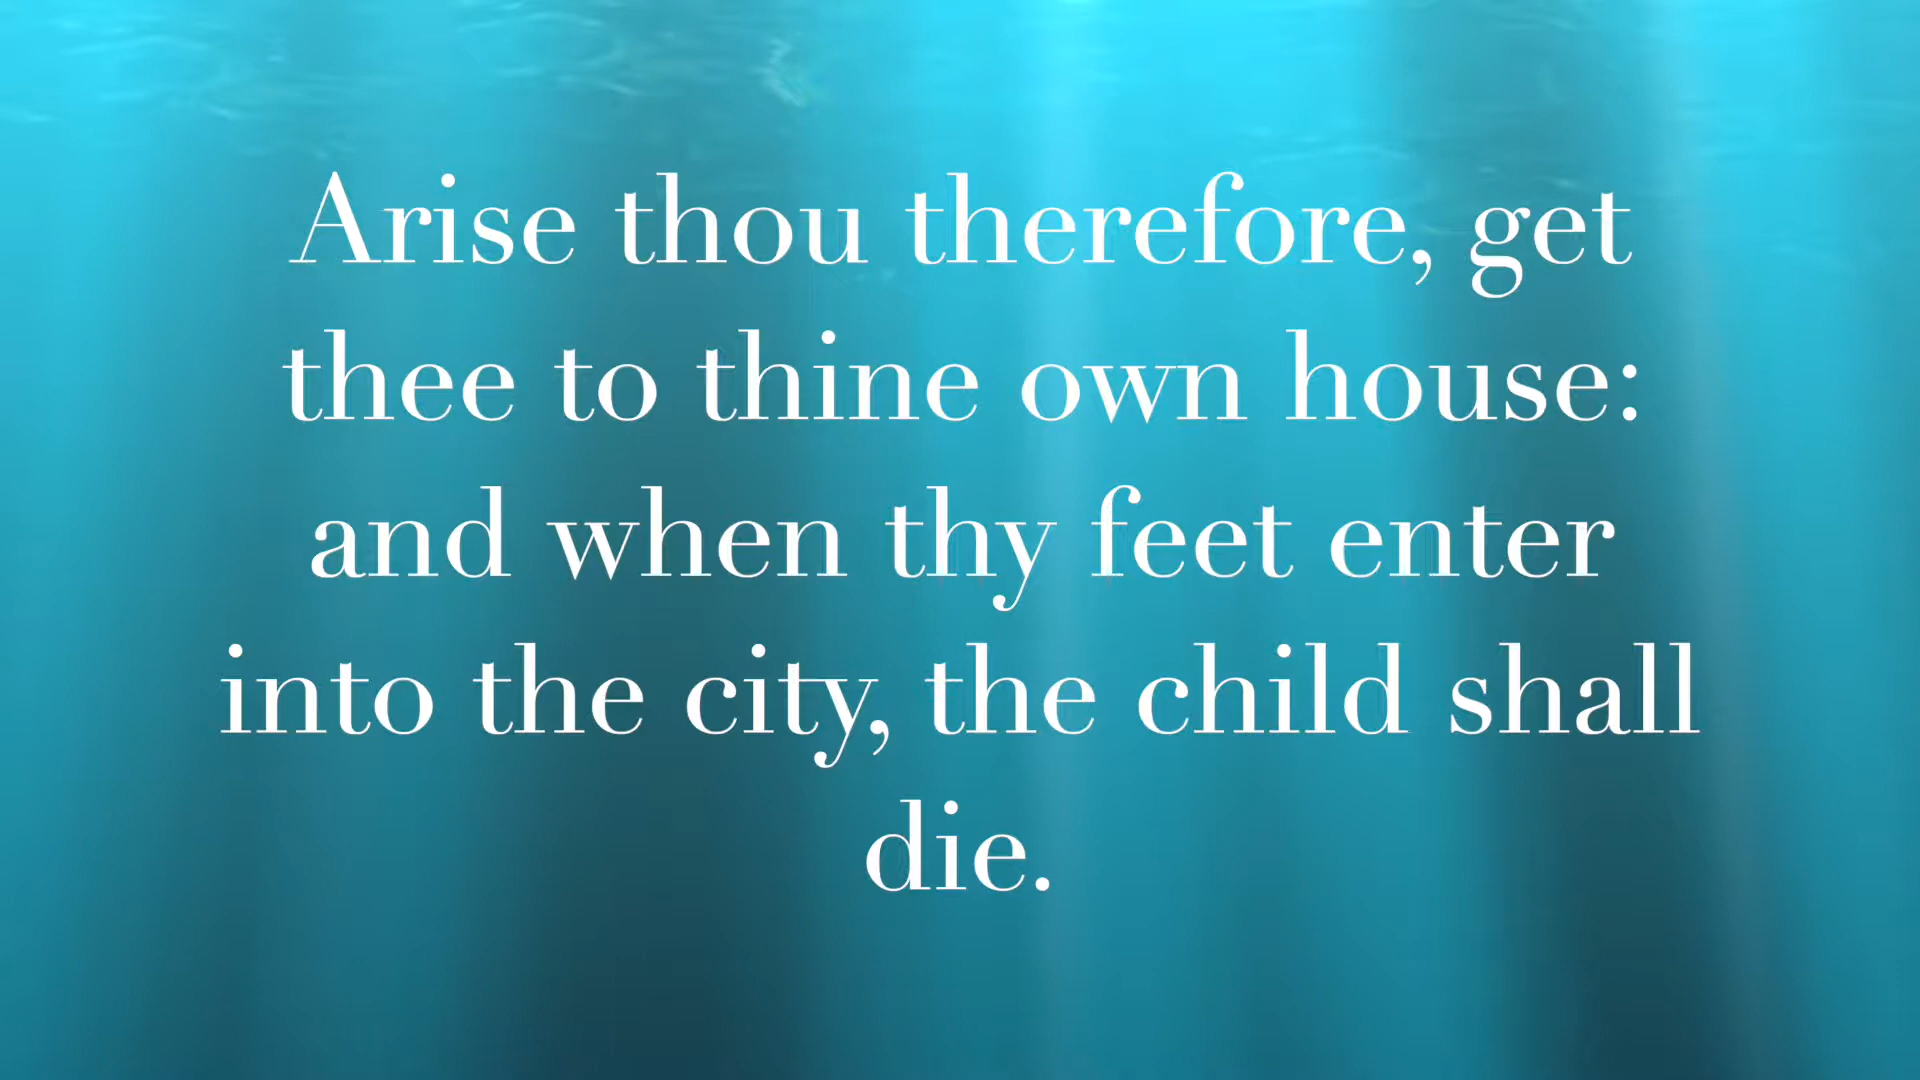 Arise thou therefore, get
thee to thine own house:
and when thy feet enter
into the city, the child shall
die.